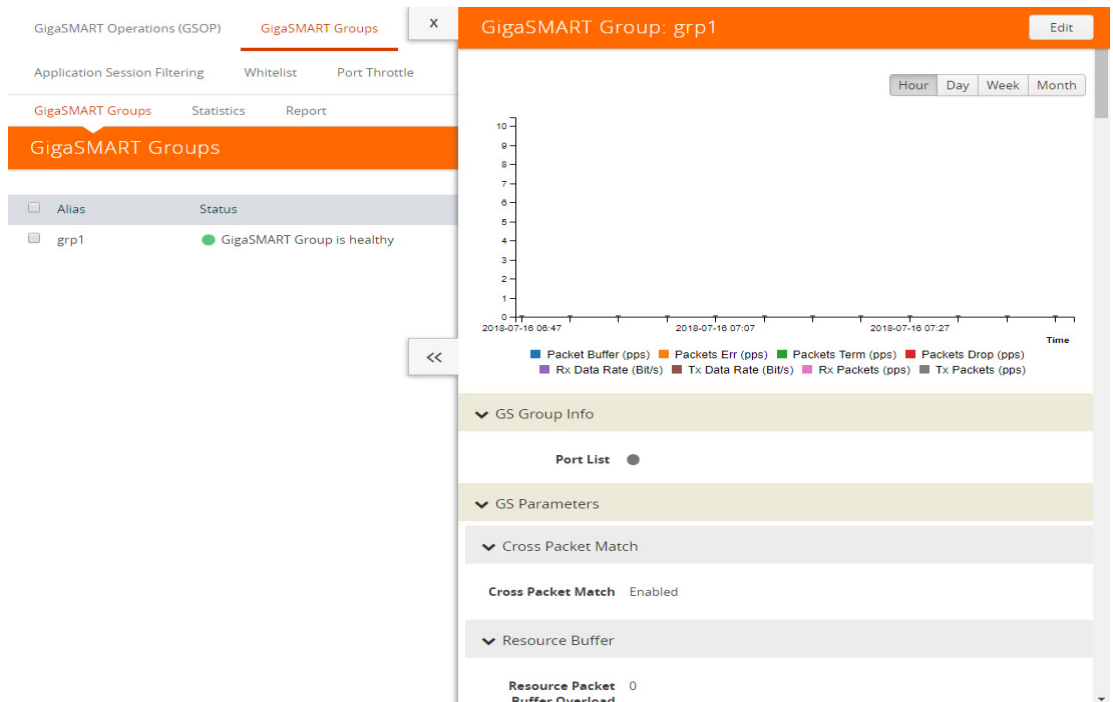 GigaSMART Operations (GSOP) GigaSMART Groups x
Application Session Filtering Whitelist Port Throttle
GigaSMART Groups Statistics Report
GigaSMART Groups
Alias Status
grp1 GigaSMART Group is healthy
<<
GigaSMART Group: grp1 Edit
Hour Day Week Month
10
9
8
7
6
5
4
3
2
1
0
2018-07-16 06:47 2018-07-16 07:07 2018-07-16 07:27
Time
Packet Buffer (pps) Packets Err (pps) Packets Term (pps) Packets Drop (pps)
Rx Data Rate (Bit/s) Tx Data Rate (Bit/s) Rx Packets (pps) Tx Packets (pps)
GS Group Info
Port List
GS Parameters
Cross Packet Match
Cross Packet Match Enabled
Resource Buffer
Resource Packet 0
Buffer Overload